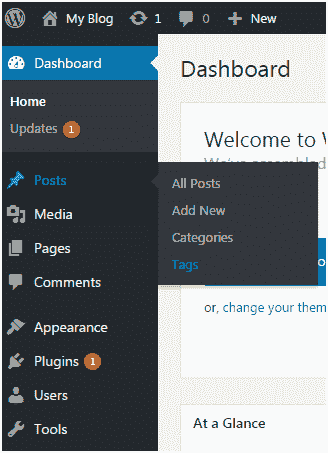 My Blog 1 0 New
Dashboard
Home
Updates 1
Posts
Media
Pages
Comments
Appearance
Plugins 1
Users
Tools
All Posts
Add New
Categories
Tags
Dashboard
Welcome to W
We've assembled
or, change your them
At a Glance